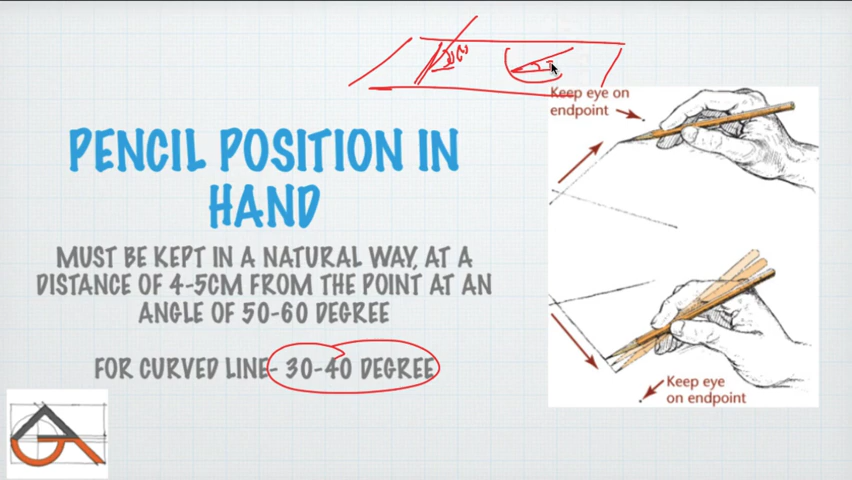 Keep eye on
endpoint
PENCIL POSITION IN
HAND
MUST BE KEPT IN A NATURAL WAY, AT A
DISTANCE OF 4-5CM FROM THE POINT AT AN
ANGLE OF 50-60 DEGREE
FOR CURVED LINE- 30-40 DEGREE
Keep eye
on endpoint